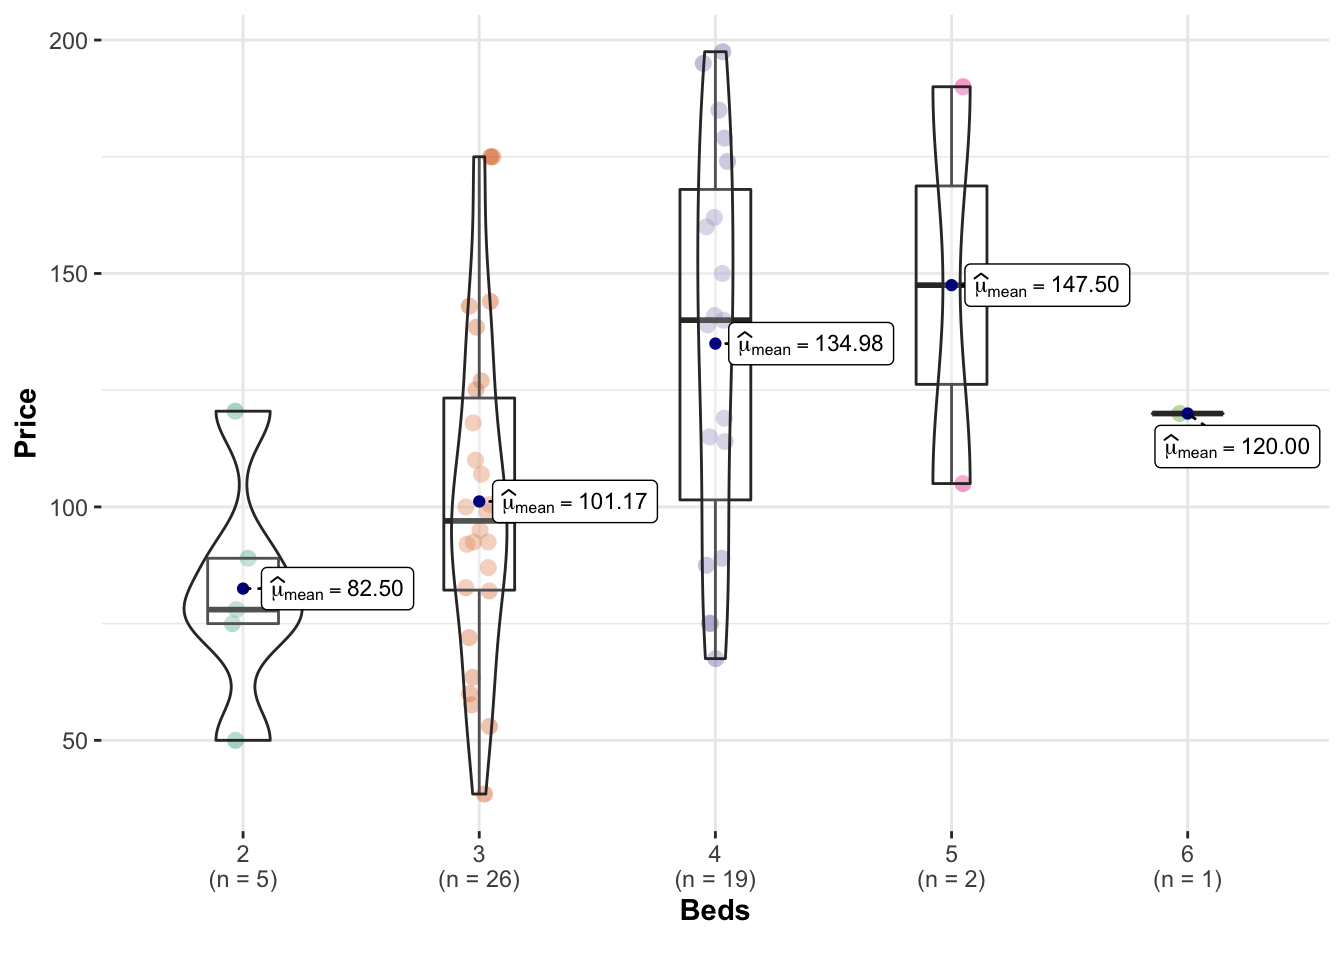 200
150
100
50
Price
μ̂mean = 82.50
μ̂mean = 101.17
μ̂mean = 134.98
μ̂mean = 147.50
μ̂mean = 120.00
2
(n = 5)
3
(n = 26)
4
(n = 19)
5
(n = 2)
6
(n = 1)
Beds